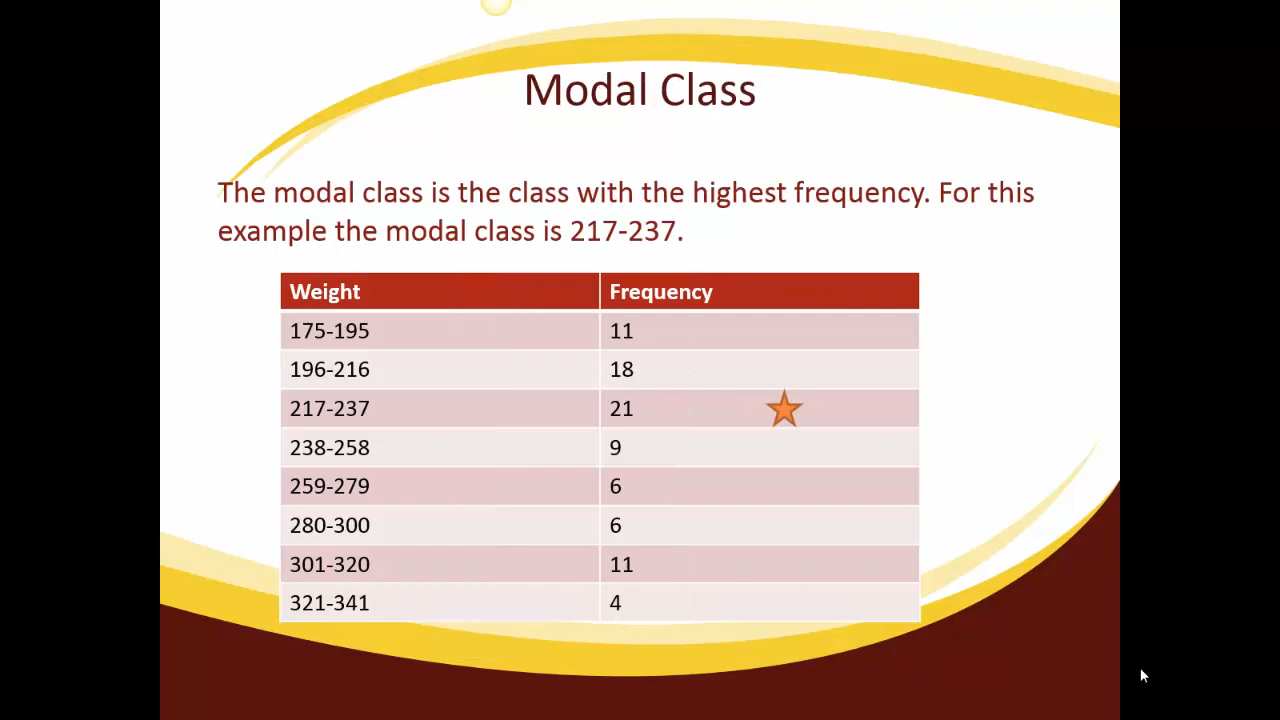 Modal Class
The modal class is the class with the highest frequency. For this
example the modal class is 217-237.
Weight Frequency
175-195 11
196-216 18
217-237 21
238-258 9
259-279 6
280-300 6
301-320 11
321-341 4